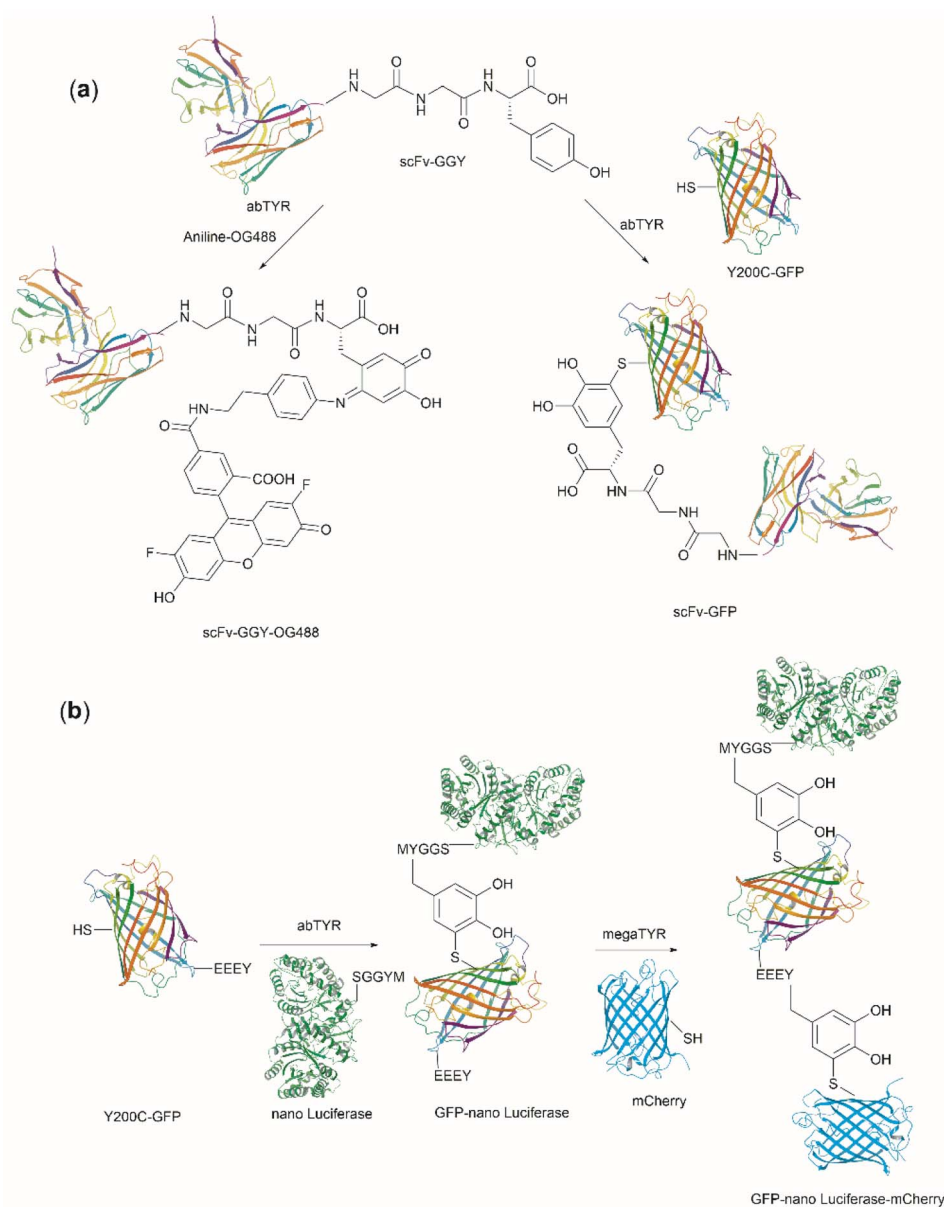 (a)
H
N
O
N
H
H
N
O
O
OH
OH
scFv-GGY
HS
Y200C-GFP
abTYR
Aniline-OG488
abTYR
H
N
O
N
H
H
N
O
O
OH
O
OH
N
H
N
O
COOH
F
F
O
O
HO
scFv-GGY-OG488
HO
S
HO
O
HO
N
H
O
NH
O
HN
scFv-GFP
(b)
HS
EEEY
Y200C-GFP
abTYR
SGGYM
nano Luciferase
MYGGS
OH
OH
S
EEEY
GFP-nano Luciferase
megaTYR
SH
mCherry
MYGGS
OH
OH
S
EEEY
OH
OH
S
GFP-nano Luciferase-mCherry